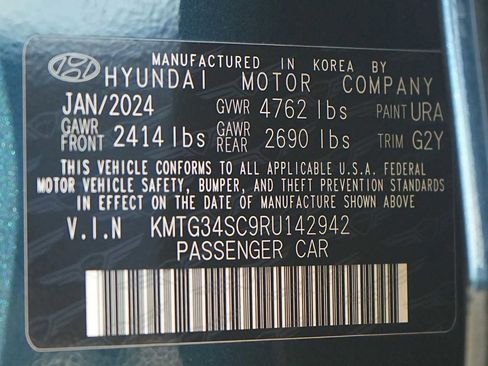 MANUFACTURED IN KOREA BY
HYUNDAI MOTOR COMPANY
JAN/2024 GVWR 4762 lbs PAINT URA
GAWR FRONT 2414 lbs GAWR REAR 2690 lbs TRIM G2Y
THIS VEHICLE CONFORMS TO ALL APPLICABLE U.S.A. FEDERAL
MOTOR VEHICLE SAFETY, BUMPER, AND THEFT PREVENTION STANDARDS
IN EFFECT ON THE DATE OF MANUFACTURE SHOWN ABOVE
V.I.N KMTG34SC9RU142942
PASSENGER CAR